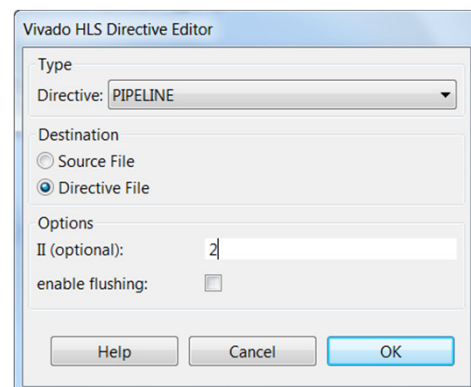 Vivado HLS Directive Editor
Type
Directive: PIPELINE
Destination
Source File
Directive File
Options
II (optional): 2
enable flushing:
Help Cancel OK